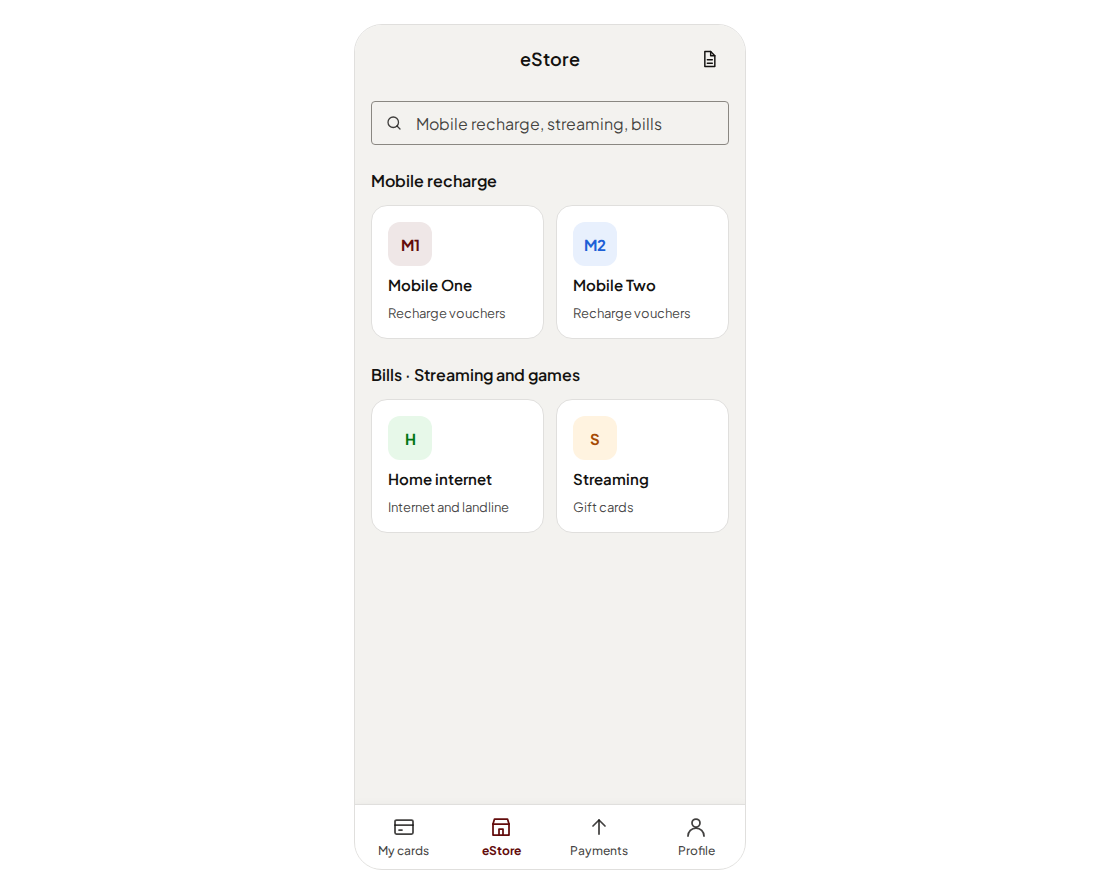 eStore
Mobile recharge, streaming, bills
Mobile recharge
M1
M2
Mobile One
Mobile Two
Recharge vouchers
Recharge vouchers
Bills · Streaming and games
H
S
Home internet
Streaming
Internet and landline
Gift cards
My cards
eStore
Payments
Profile